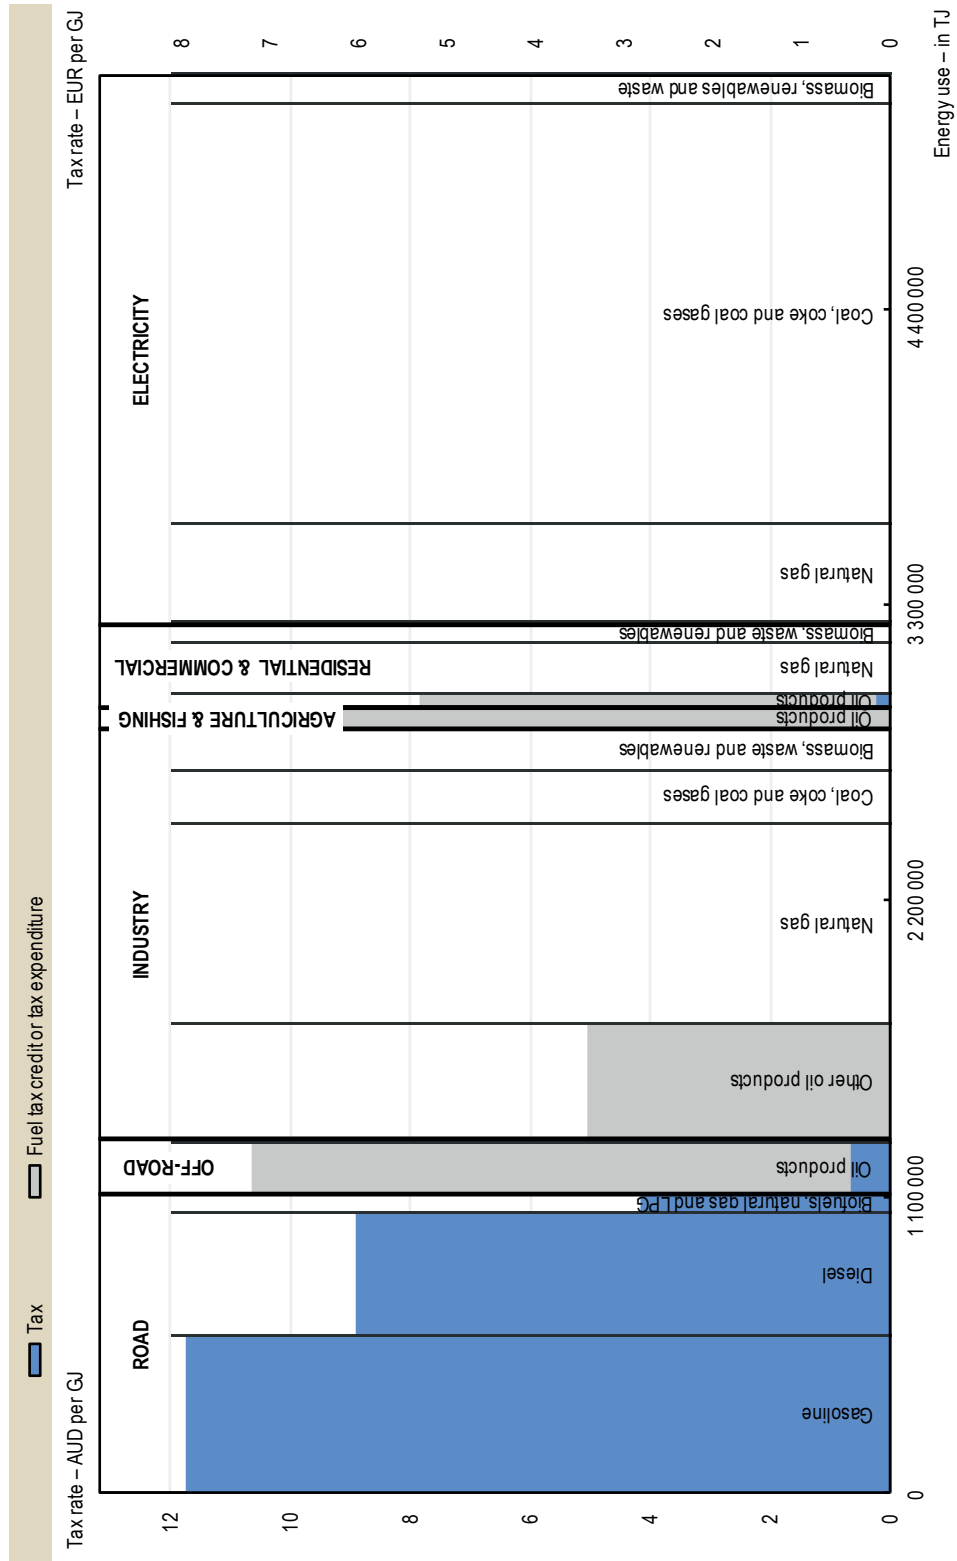 Tax
Fuel tax credit or tax expenditure
Tax rate – AUD per GJ
Tax rate – EUR per GJ
ROAD
OFF-ROAD
INDUSTRY
AGRICULTURE & FISHING
RESIDENTIAL & COMMERCIAL
ELECTRICITY
12
10
8
6
4
2
0
8
7
6
5
4
3
2
1
0
Gasoline
Diesel
Biofuels, natural gas and LPG
Oil products
Other oil products
Natural gas
Coal, coke and coal gases
Biomass, waste and renewables
Oil products
Oil products
Natural gas
Biomass, waste and renewables
Natural gas
Coal, coke and coal gases
Biomass, renewables and waste
0
1 100 000
2 200 000
3 300 000
4 400 000
Energy use – in TJ